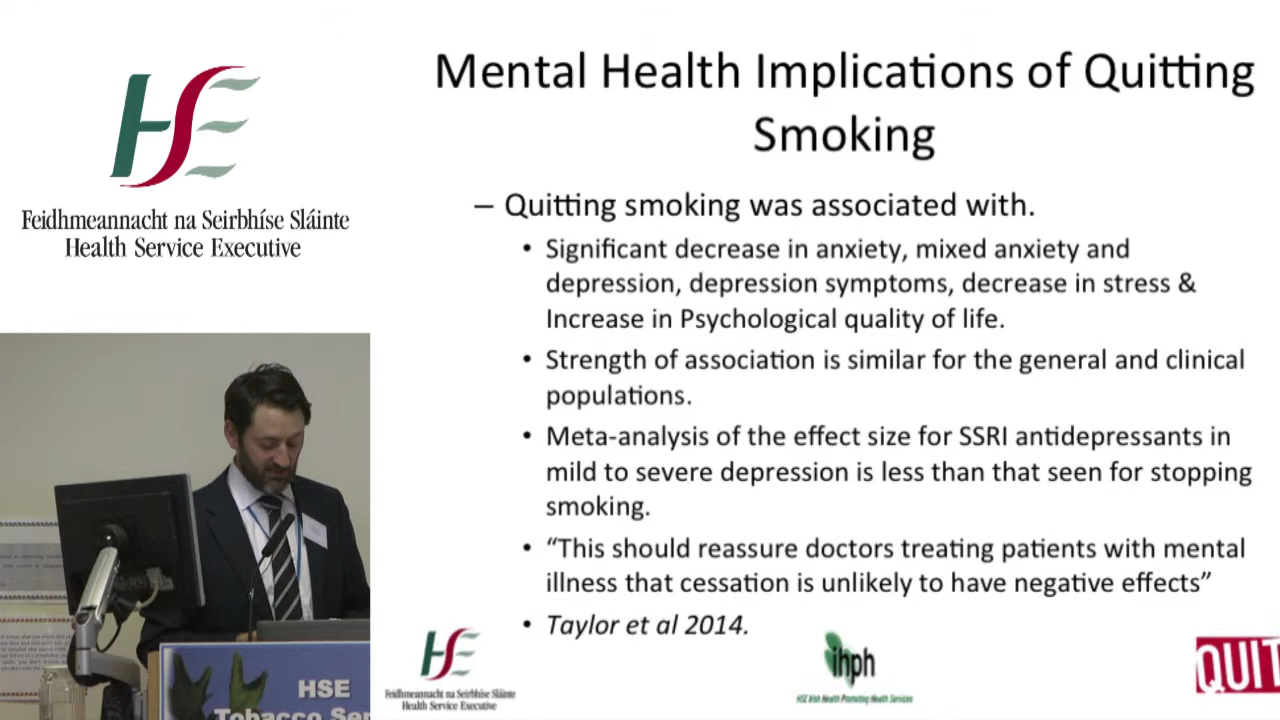 HSE
Feidhmeannacht na Seirbhíse Sláinte
Health Service Executive
Mental Health Implications of Quitting
Smoking
– Quitting smoking was associated with.
• Significant decrease in anxiety, mixed anxiety and
depression, depression symptoms, decrease in stress &
Increase in Psychological quality of life.
• Strength of association is similar for the general and clinical
populations.
• Meta-analysis of the effect size for SSRI antidepressants in
mild to severe depression is less than that seen for stopping
smoking.
• “This should reassure doctors treating patients with mental
illness that cessation is unlikely to have negative effects”
• Taylor et al 2014.
HSE
Feidhmeannacht na Seirbhíse Sláinte
Health Service Executive
ihph
HSE Irish Health Promoting Health Services
QUIT
HSE
Tobacco Ser